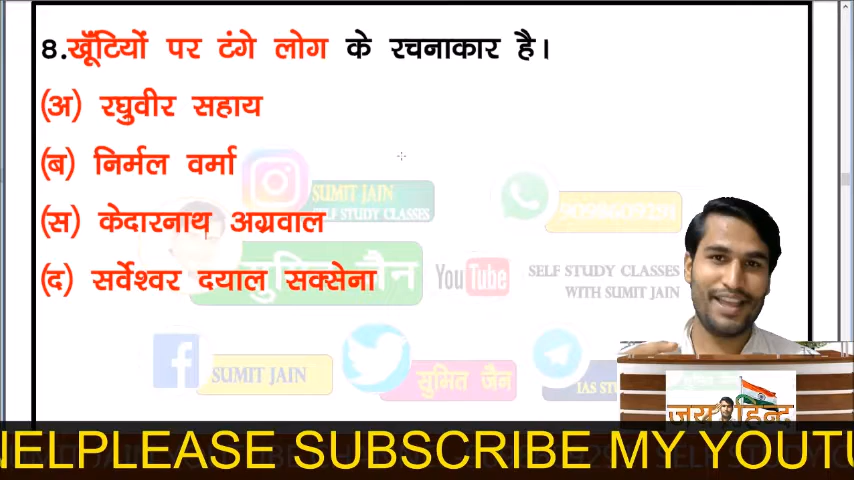 8.खूँटियों पर टंगे लोग के रचनाकार है।
(अ) रघुवीर सहाय
(ब) निर्मल वर्मा
(स) केदारनाथ अग्रवाल
(द) सर्वेश्वर दयाल सक्सेना
SUMIT JAIN
SELF STUDY CLASSES
सुमित जैन
YouTube
SELF STUDY CLASSES
WITH SUMIT JAIN
SUMIT JAIN
सुमित जैन
जय हिन्द
NELPLEASE SUBSCRIBE MY YOUTU